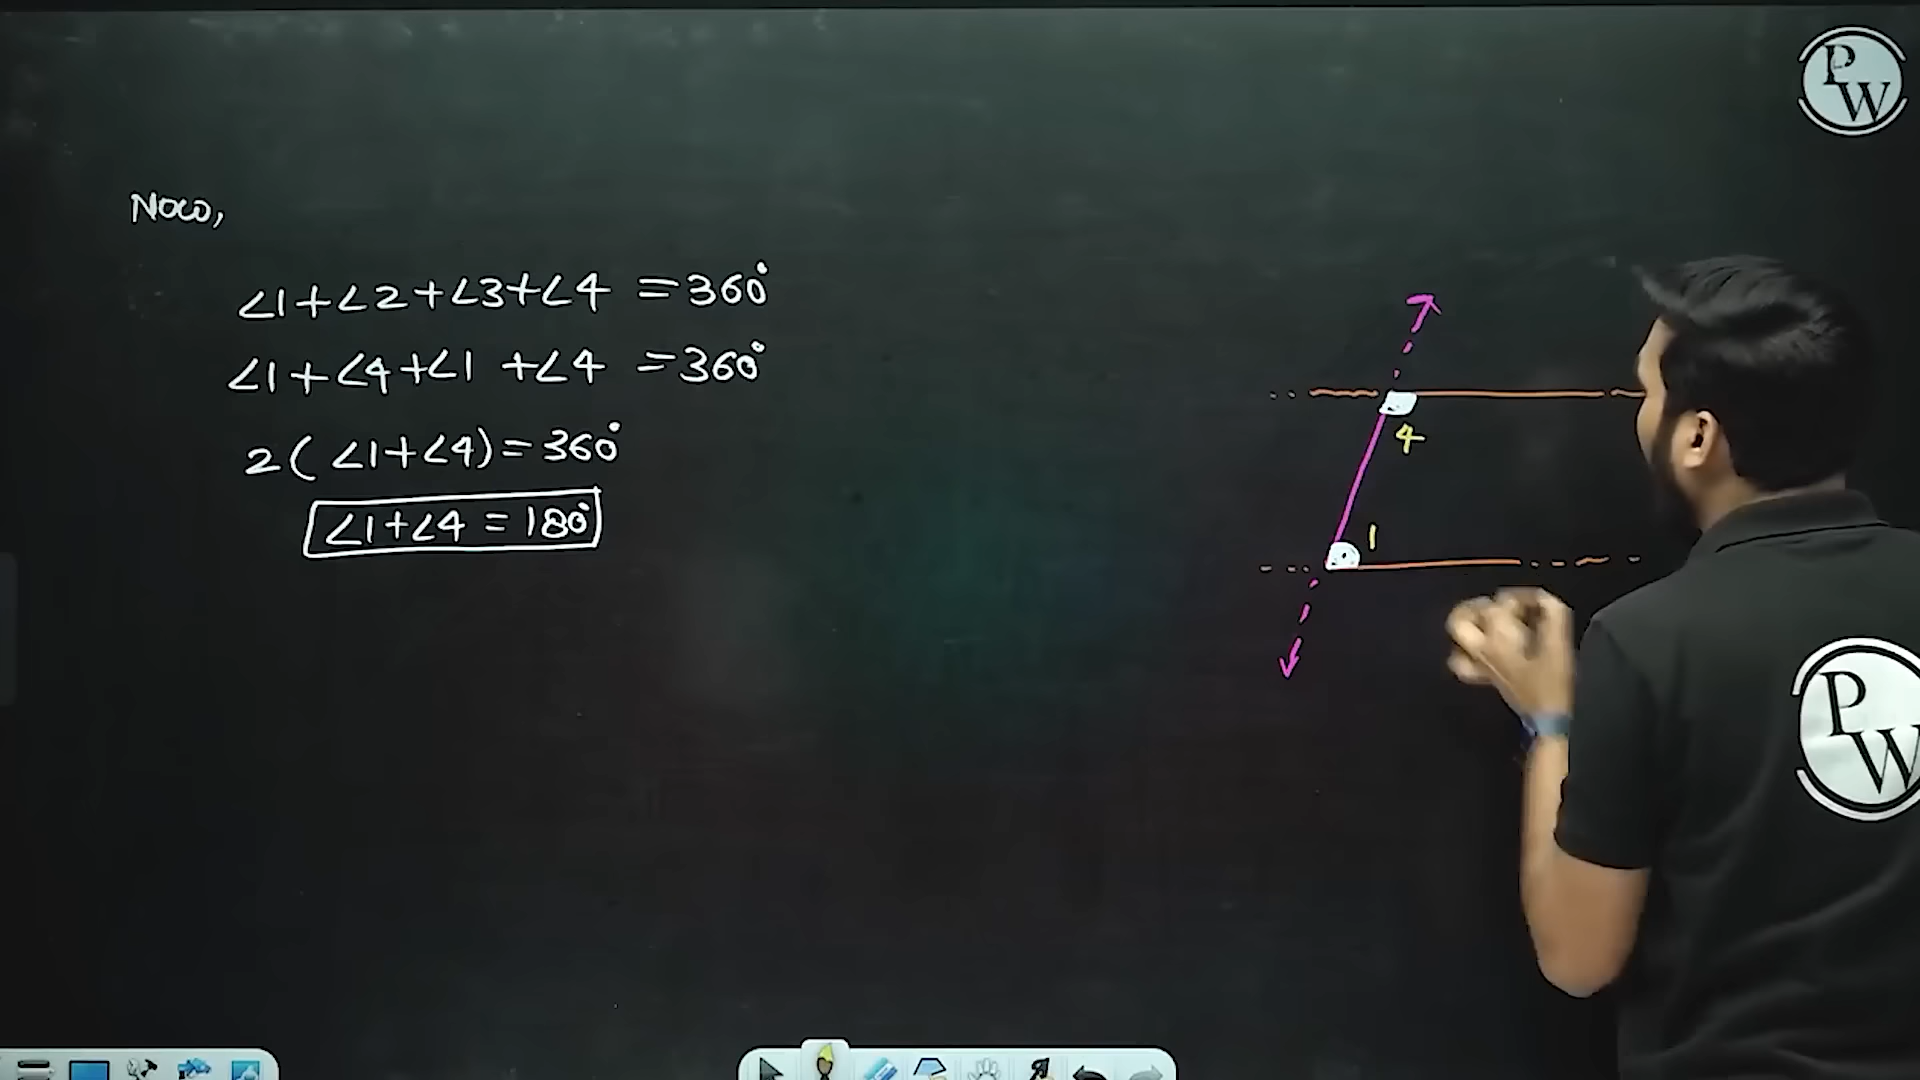 PW
Now,
∠1+∠2+∠3+∠4 = 360°
∠1+∠4+∠1 +∠4 = 360°
2(∠1+∠4) = 360°
∠1+∠4 = 180°
4
1
PW